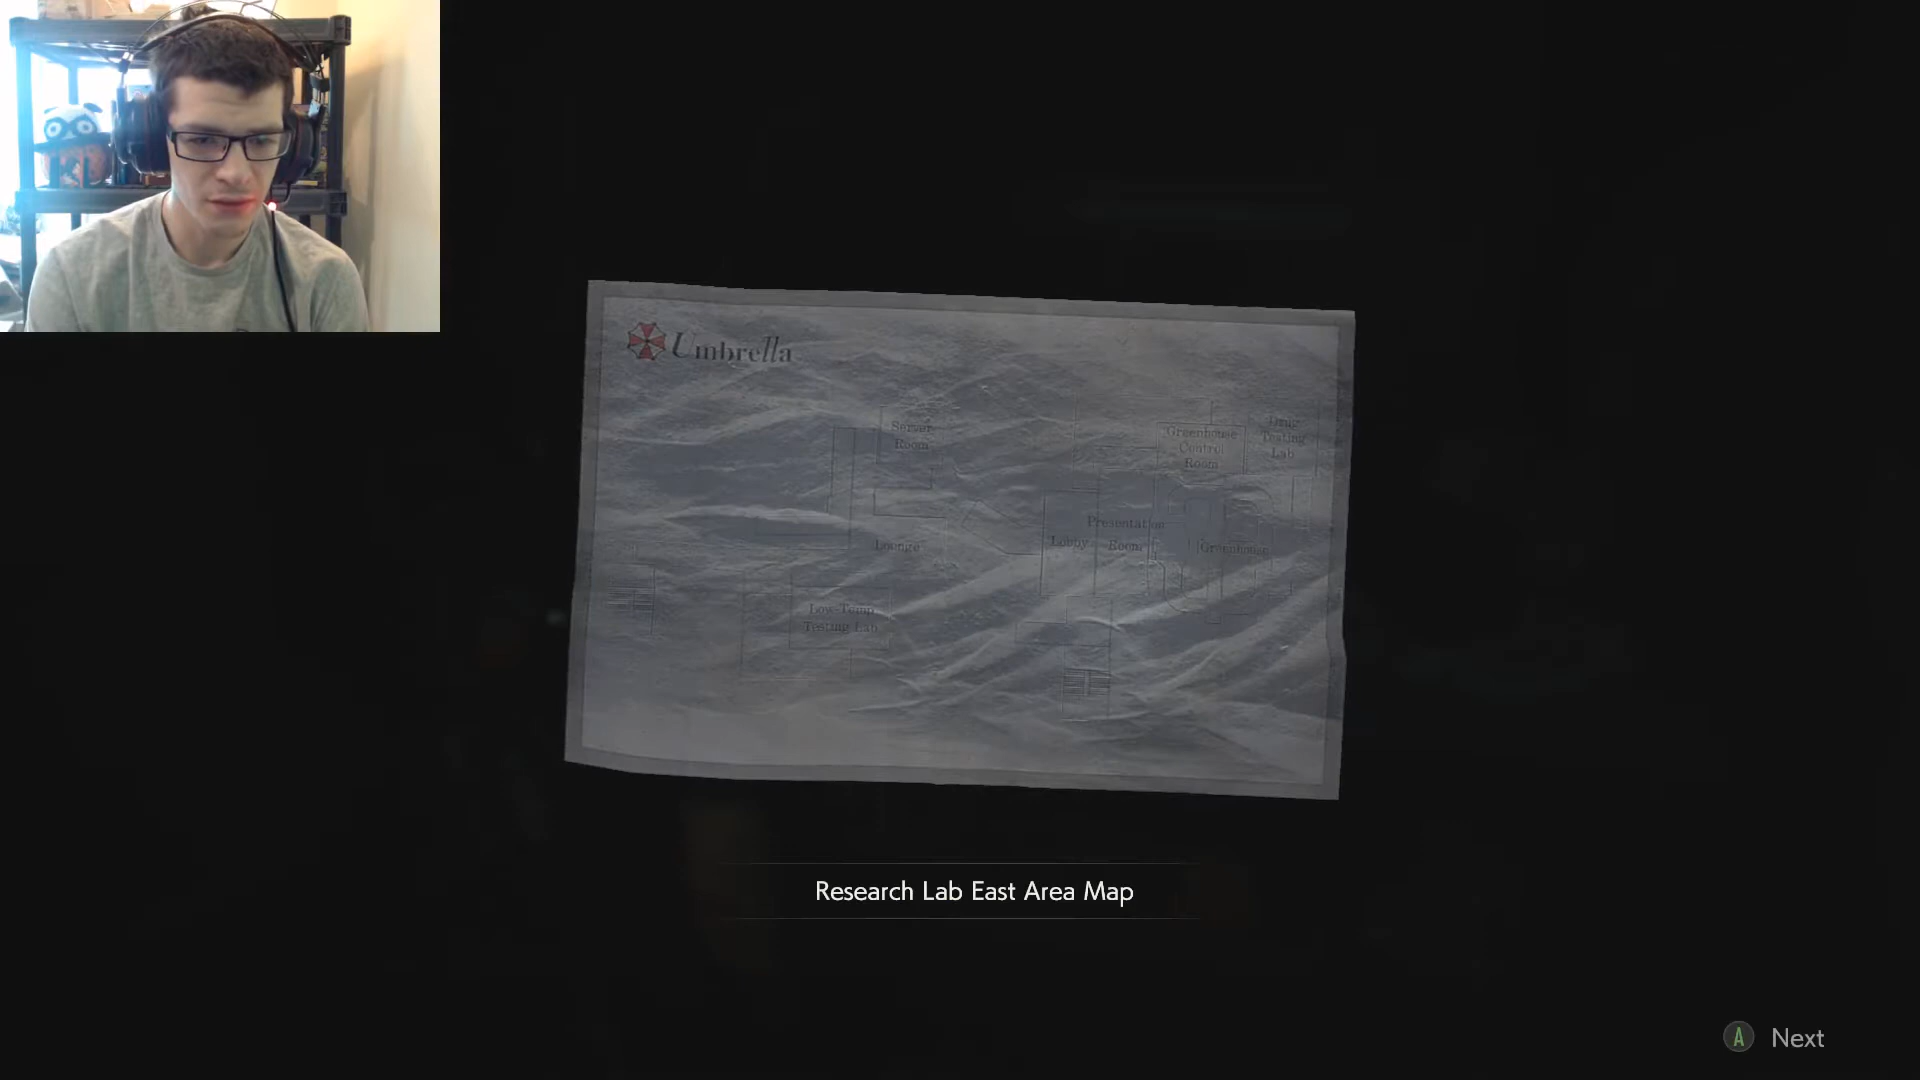 Umbrella
Server
Room
Greenhouse
Control
Room
Drug
Testing
Lab
Presentation
Room
Lobby
Greenhouse
Lounge
Low-Temp.
Testing Lab
Research Lab East Area Map
A Next